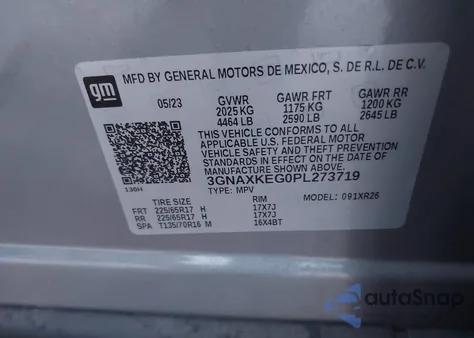 gm
MFD BY GENERAL MOTORS DE MEXICO, S. DE R.L. DE C.V.
05/23 GVWR GAWR FRT GAWR RR
2025 KG 1175 KG 1200 KG
4464 LB 2590 LB 2645 LB
THIS VEHICLE CONFORMS TO ALL
APPLICABLE U.S. FEDERAL MOTOR
VEHICLE SAFETY, BUMPER, AND THEFT
PREVENTION STANDARDS IN EFFECT ON
THE DATE OF MANUFACTURE SHOWN ABOVE.
3GNAXKEG0PL273719
136H TYPE: MPV MODEL: 091XR26
TIRE SIZE RIM
FRT 225/65R17 H 17X7J
RR 225/65R17 H 17X7J
SPA T135/70R16 M 16X4BT
autoSnap